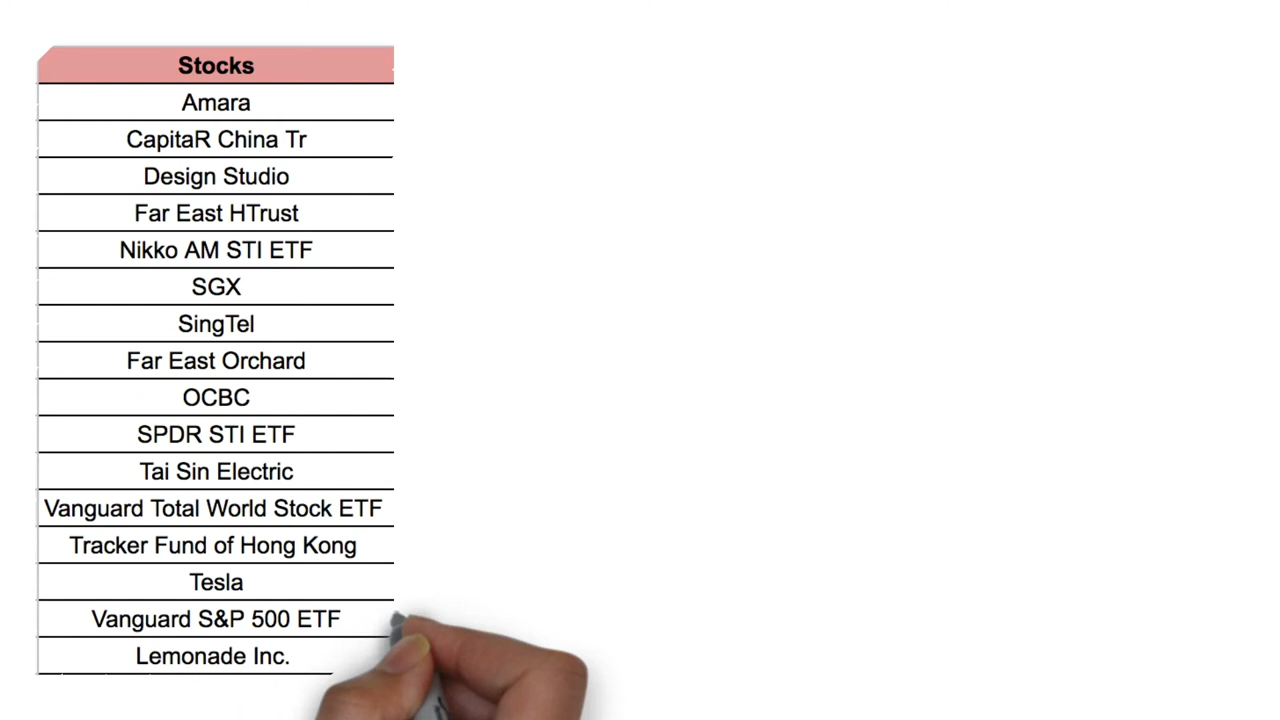 Stocks
Amara
CapitaR China Tr
Design Studio
Far East HTrust
Nikko AM STI ETF
SGX
SingTel
Far East Orchard
OCBC
SPDR STI ETF
Tai Sin Electric
Vanguard Total World Stock ETF
Tracker Fund of Hong Kong
Tesla
Vanguard S&P 500 ETF
Lemonade Inc.